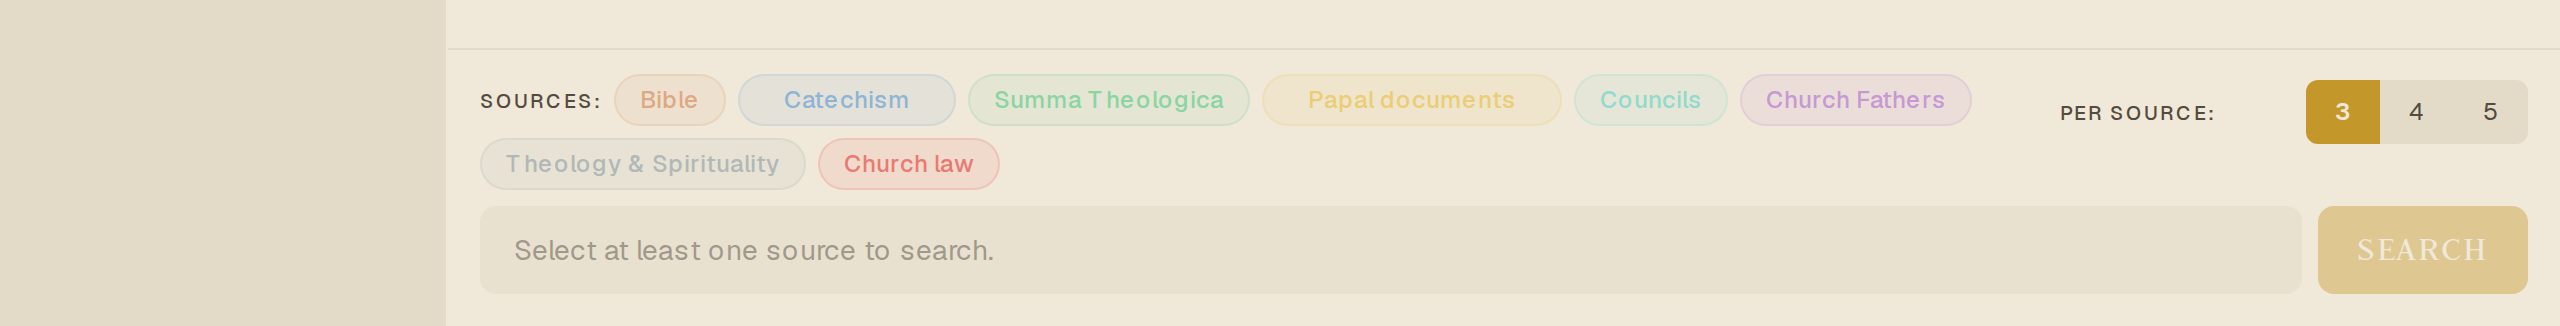 SOURCES: Bible Catechism Summa Theologica Papal documents Councils Church Fathers PER SOURCE: 3 4 5
Theology & Spirituality Church law
Select at least one source to search. SEARCH